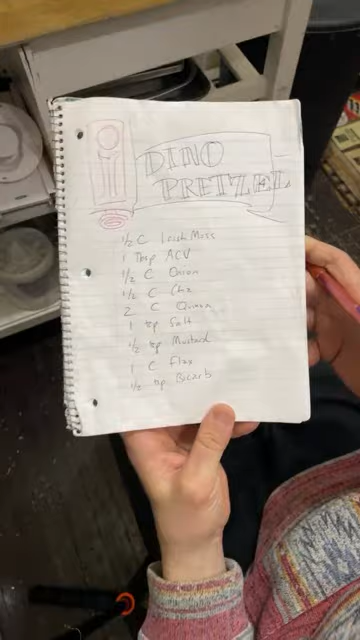 DINO
PRETZEL
1/2 C Irish Moss
1 Tbsp ACV
1/2 C Onion
1/2 C Chia
2 C Quinoa
1 tsp Salt
1/2 tsp Mustard
1 C Flax
1/2 tsp Bicarb